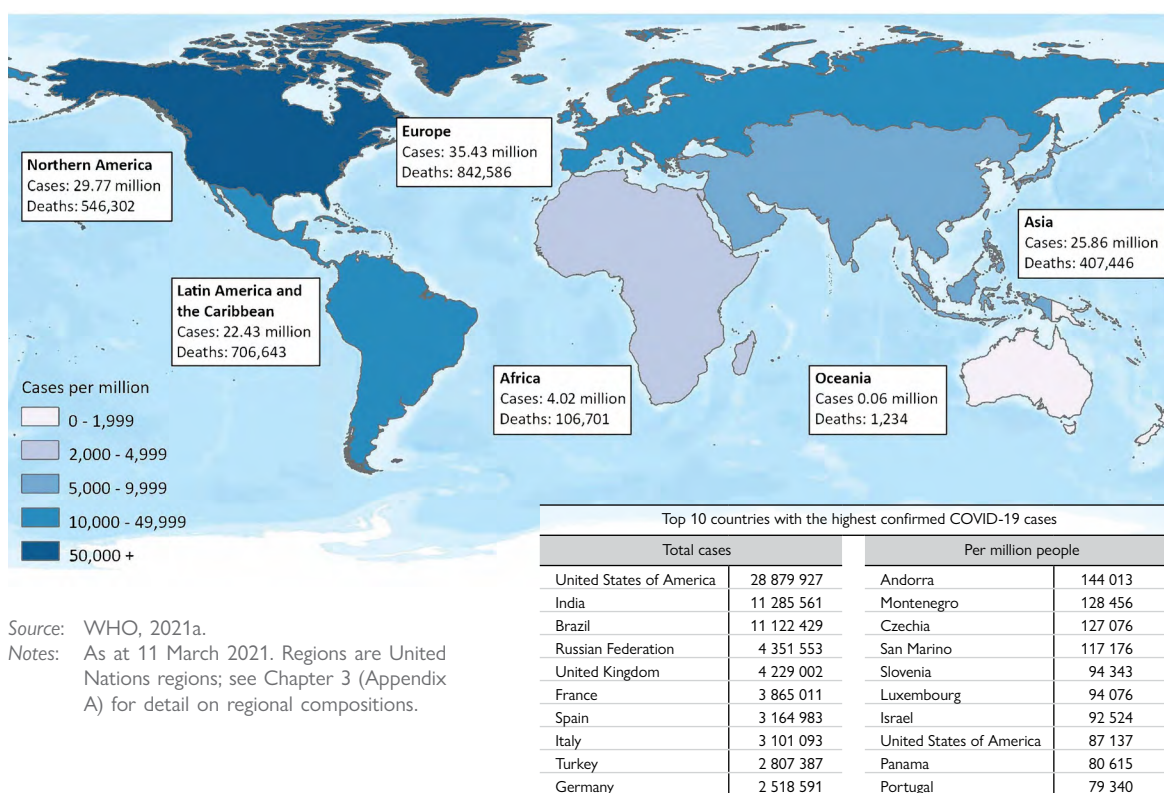 Northern America
Cases: 29.77 million
Deaths: 546,302
Europe
Cases: 35.43 million
Deaths: 842,586
Asia
Cases: 25.86 million
Deaths: 407,446
Latin America and
the Caribbean
Cases: 22.43 million
Deaths: 706,643
Africa
Cases: 4.02 million
Deaths: 106,701
Oceania
Cases 0.06 million
Deaths: 1,234
Cases per million
0 - 1,999
2,000 - 4,999
5,000 - 9,999
10,000 - 49,999
50,000 +
Top 10 countries with the highest confirmed COVID-19 cases
Total cases
United States of America 28 879 927
India 11 285 561
Brazil 11 122 429
Russian Federation 4 351 553
United Kingdom 4 229 002
France 3 865 011
Spain 3 164 983
Italy 3 101 093
Turkey 2 807 387
Germany 2 518 591
Per million people
Andorra 144 013
Montenegro 128 456
Czechia 127 076
San Marino 117 176
Slovenia 94 343
Luxembourg 94 076
Israel 92 524
United States of America 87 137
Panama 80 615
Portugal 79 340
Source: WHO, 2021a.
Notes: As at 11 March 2021. Regions are United
Nations regions; see Chapter 3 (Appendix
A) for detail on regional compositions.